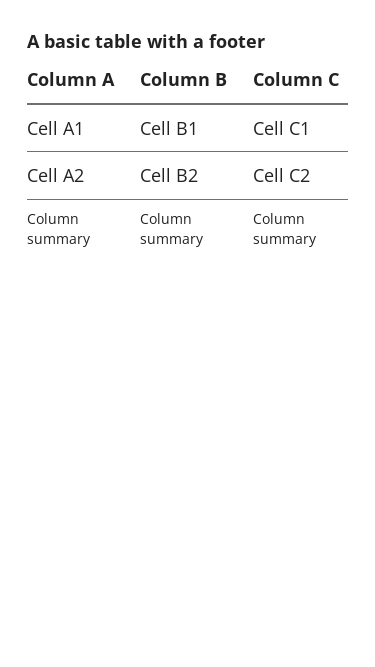 A basic table with a footer
Column A Column B Column C
Cell A1 Cell B1 Cell C1
Cell A2 Cell B2 Cell C2
Column summary Column summary Column summary